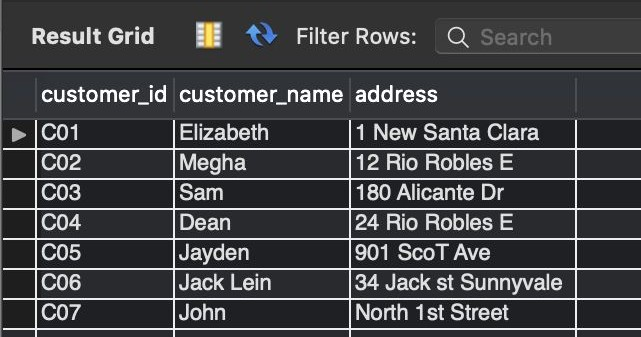 Result Grid Filter Rows: Search
customer_id customer_name address
C01 Elizabeth 1 New Santa Clara
C02 Megha 12 Rio Robles E
C03 Sam 180 Alicante Dr
C04 Dean 24 Rio Robles E
C05 Jayden 901 ScoT Ave
C06 Jack Lein 34 Jack st Sunnyvale
C07 John North 1st Street